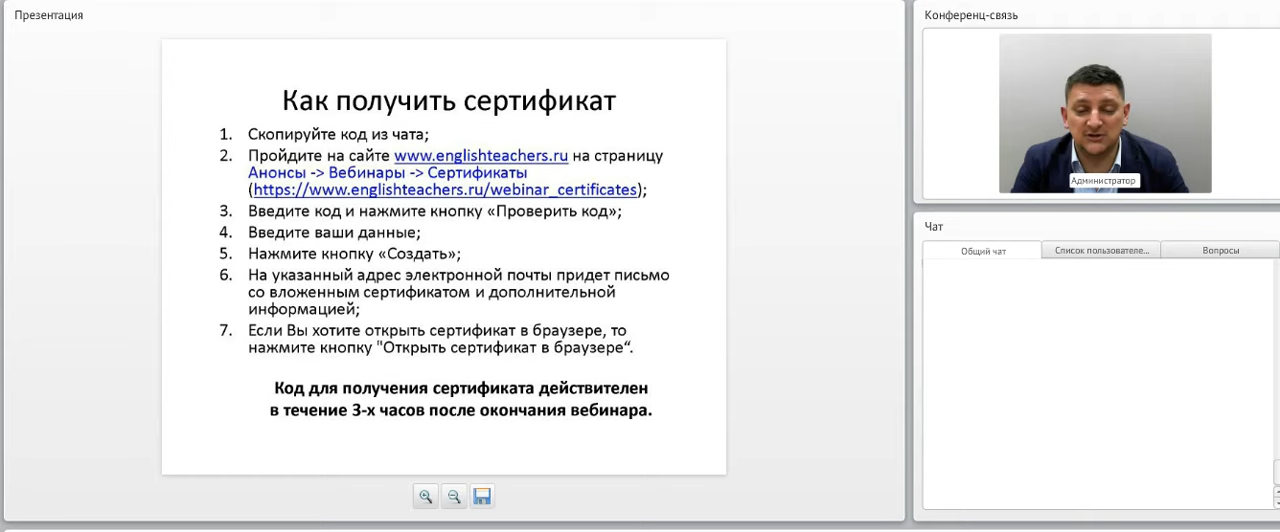 Презентация
Как получить сертификат
1. Скопируйте код из чата;
2. Пройдите на сайте www.englishteachers.ru на страницу
Анонсы -> Вебинары -> Сертификаты
(https://www.englishteachers.ru/webinar_certificates);
3. Введите код и нажмите кнопку «Проверить код»;
4. Введите ваши данные;
5. Нажмите кнопку «Создать»;
6. На указанный адрес электронной почты придет письмо
со вложенным сертификатом и дополнительной
информацией;
7. Если Вы хотите открыть сертификат в браузере, то
нажмите кнопку "Открыть сертификат в браузере“.
Код для получения сертификата действителен
в течение 3-х часов после окончания вебинара.
Конференц-связь
Администратор
Чат
Общий чат
Список пользователе...
Вопросы